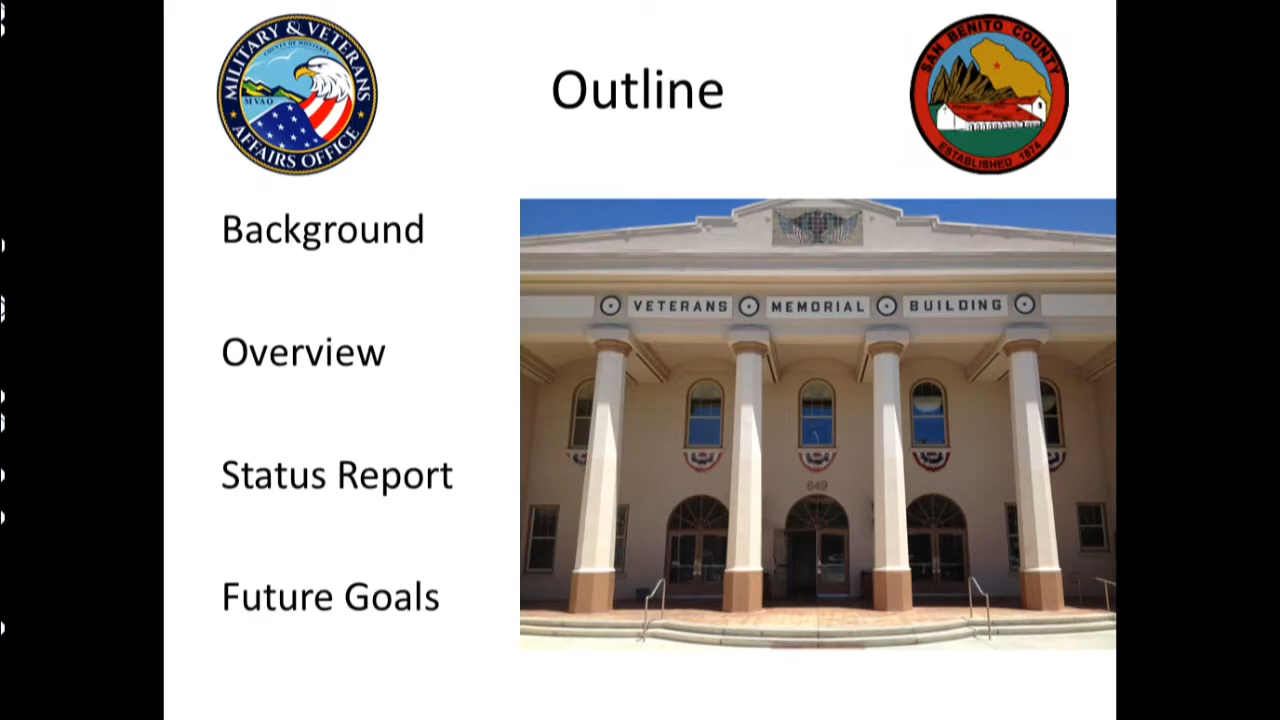 MILITARY & VETERANS
COUNTY OF MONTEREY
MVAO
AFFAIRS OFFICE
Outline
SAN BENITO COUNTY
ESTABLISHED 1874
Background
Overview
Status Report
Future Goals
VETERANS MEMORIAL BUILDING
649